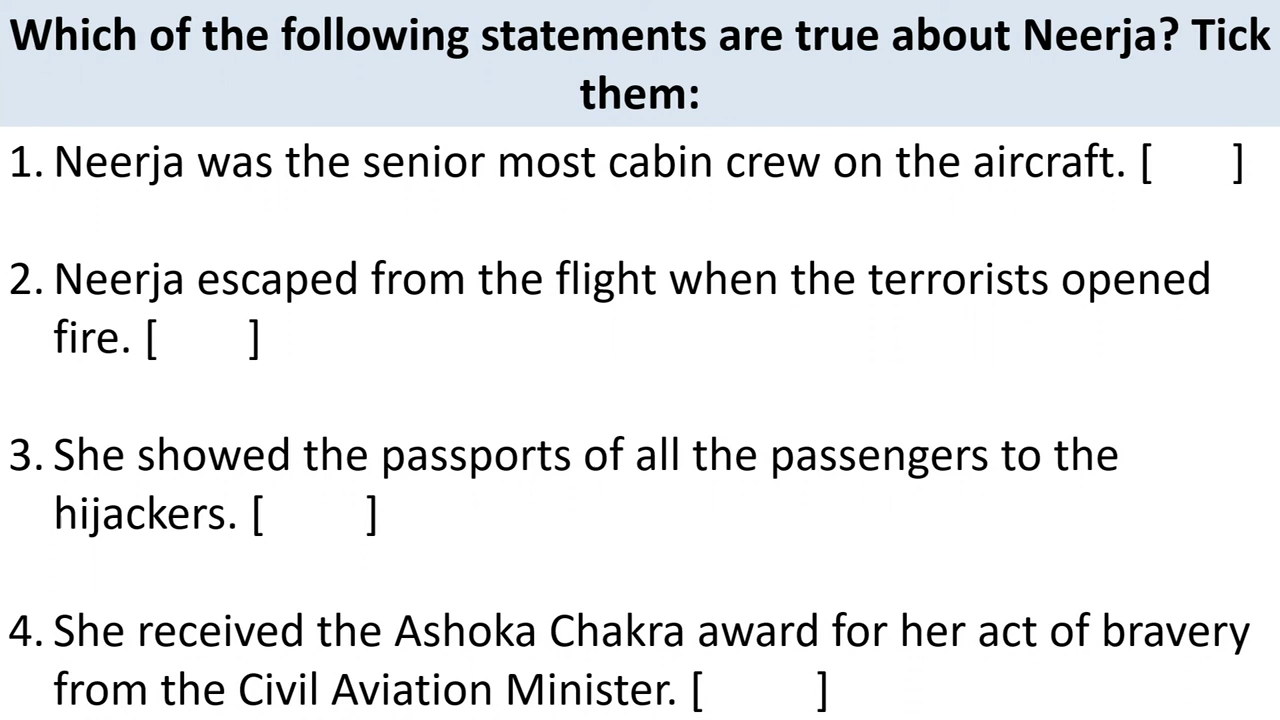 Which of the following statements are true about Neerja? Tick
them:
1. Neerja was the senior most cabin crew on the aircraft. [ ]
2. Neerja escaped from the flight when the terrorists opened
fire. [ ]
3. She showed the passports of all the passengers to the
hijackers. [ ]
4. She received the Ashoka Chakra award for her act of bravery
from the Civil Aviation Minister. [ ]